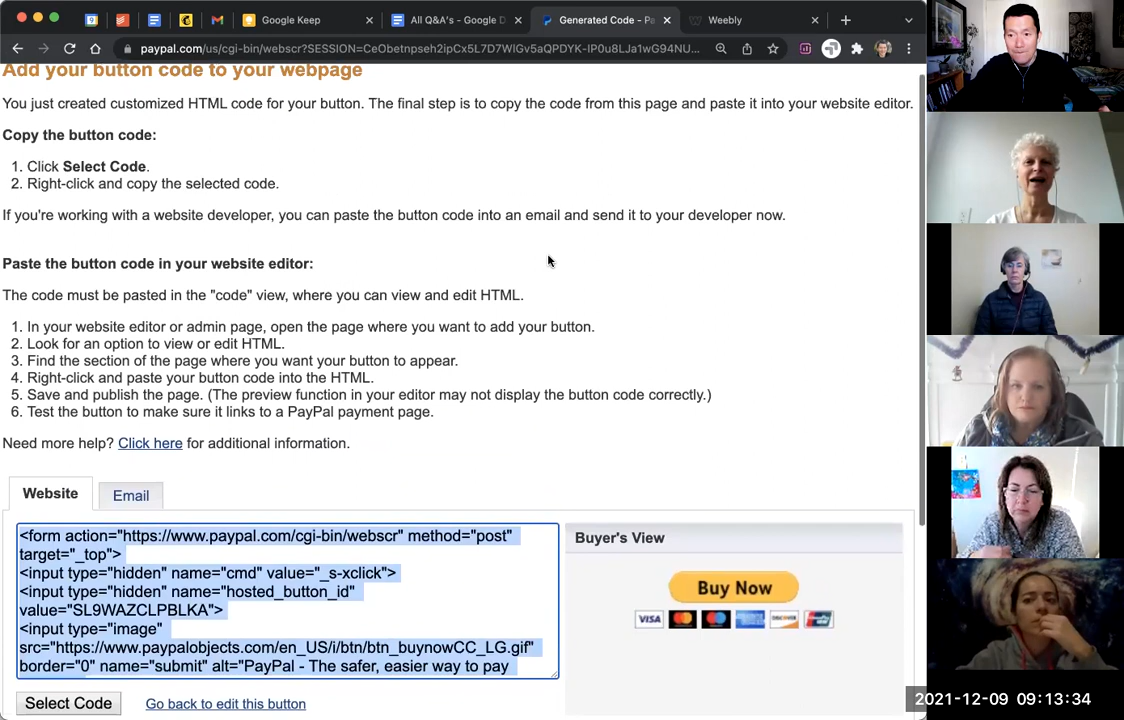 Google Keep
All Q&A's - Google D
Generated Code - Pa
Weebly
paypal.com/us/cgi-bin/webscr?SESSION=CeObetnpseh2ipCx5L7D7WlGv5aQPDYK-IP0u8LJa1wG94NU...
Add your button code to your webpage
You just created customized HTML code for your button. The final step is to copy the code from this page and paste it into your website editor.
Copy the button code:
1. Click Select Code.
2. Right-click and copy the selected code.
If you're working with a website developer, you can paste the button code into an email and send it to your developer now.
Paste the button code in your website editor:
The code must be pasted in the "code" view, where you can view and edit HTML.
1. In your website editor or admin page, open the page where you want to add your button.
2. Look for an option to view or edit HTML.
3. Find the section of the page where you want your button to appear.
4. Right-click and paste your button code into the HTML.
5. Save and publish the page. (The preview function in your editor may not display the button code correctly.)
6. Test the button to make sure it links to a PayPal payment page.
Need more help? Click here for additional information.
Website
Email
<form action="https://www.paypal.com/cgi-bin/webscr" method="post"
target="_top">
<input type="hidden" name="cmd" value="_s-xclick">
<input type="hidden" name="hosted_button_id"
value="SL9WAZCLPBLKA">
<input type="image"
src="https://www.paypalobjects.com/en_US/i/btn/btn_buynowCC_LG.gif"
border="0" name="submit" alt="PayPal - The safer, easier way to pay
Buyer's View
Buy Now
VISA
Select Code
Go back to edit this button
2021-12-09 09:13:34